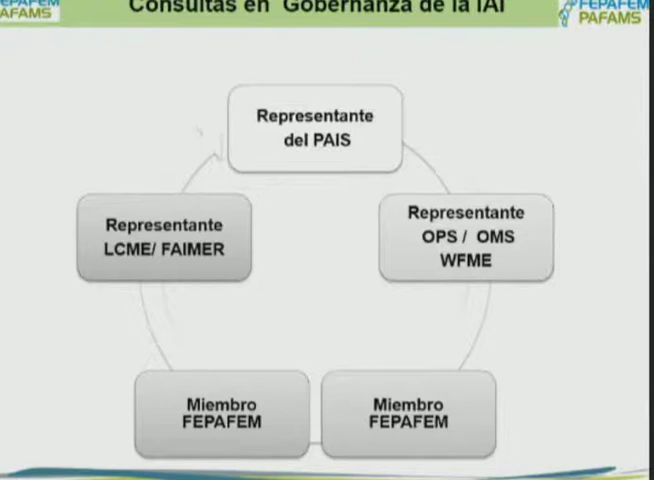 FEPAFEM
PAFAMS
Consultas en Gobernanza de la IAI
FEPAFEM
PAFAMS
Representante
del PAIS
Representante
LCME/ FAIMER
Representante
OPS / OMS
WFME
Miembro
FEPAFEM
Miembro
FEPAFEM